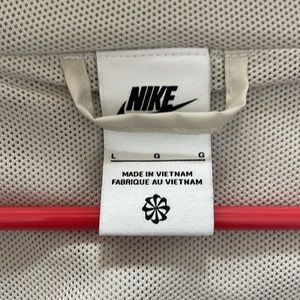 NIKE
L G G
MADE IN VIETNAM
FABRIQUE AU VIETNAM